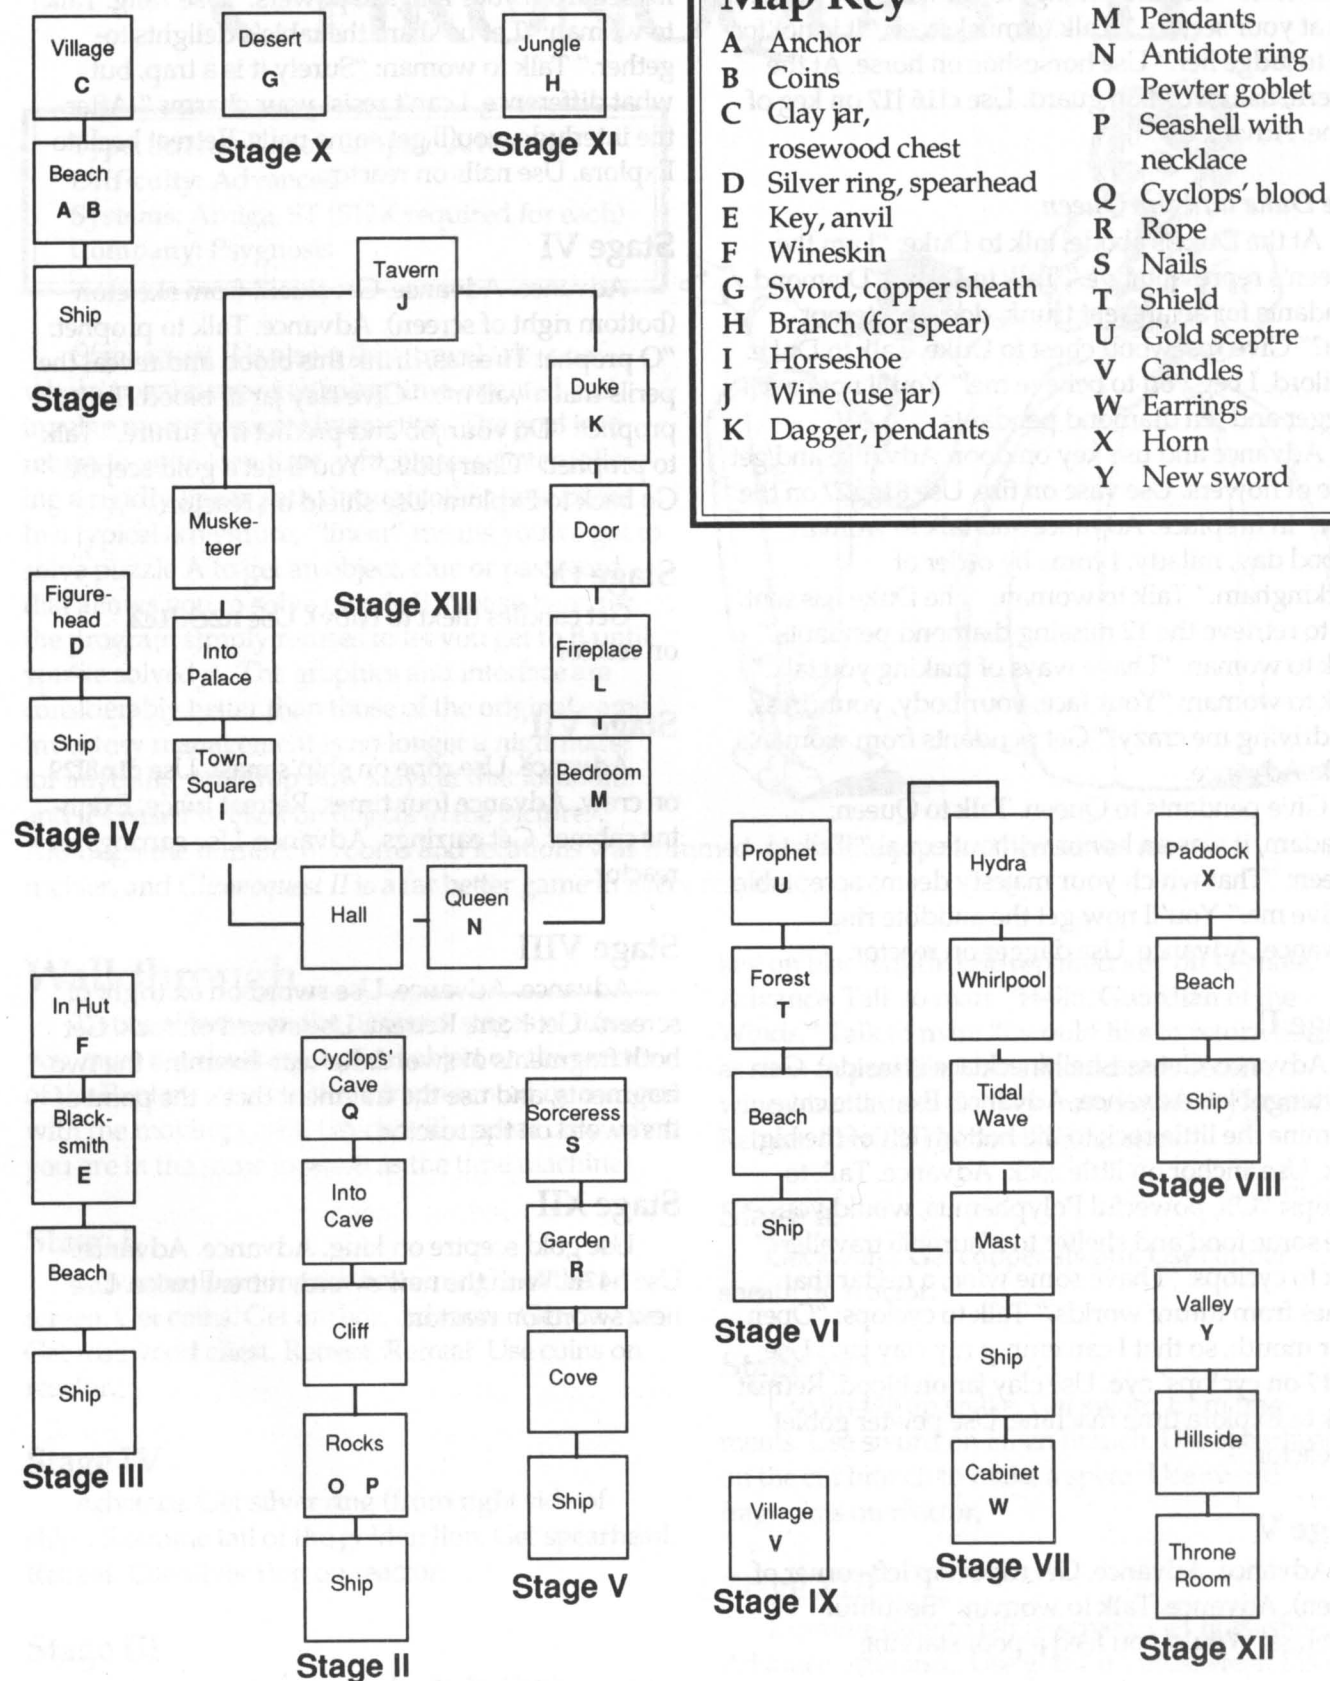 Village
C
Beach
A B
Ship
Stage I
Desert
G
Stage X
Jungle
H
Stage XI
Map Key
A Anchor
B Coins
C Clay jar,
rosewood chest
D Silver ring, spearhead
E Key, anvil
F Wineskin
G Sword, copper sheath
H Branch (for spear)
I Horseshoe
J Wine (use jar)
K Dagger, pendants
M Pendants
N Antidote ring
O Pewter goblet
P Seashell with
necklace
Q Cyclops' blood
R Rope
S Nails
T Shield
U Gold sceptre
V Candles
W Earrings
X Horn
Y New sword
Tavern
J
Duke
K
Door
Fireplace
L
Bedroom
M
Muske-
teer
Into
Palace
Town
Square
I
Hall
Queen
N
Stage XIII
Figure-
head
D
Ship
Stage IV
In Hut
F
Black-
smith
E
Beach
Ship
Stage III
Cyclops'
Cave
Q
Into
Cave
Cliff
Rocks
O P
Ship
Stage II
Sorceress
S
Garden
R
Cove
Ship
Stage V
Prophet
U
Forest
T
Beach
Ship
Stage VI
Hydra
Whirlpool
Tidal
Wave
Mast
Ship
Cabinet
W
Stage VII
Paddock
X
Beach
Ship
Stage VIII
Village
V
Stage IX
Valley
Y
Hillside
Throne
Room
Stage XII